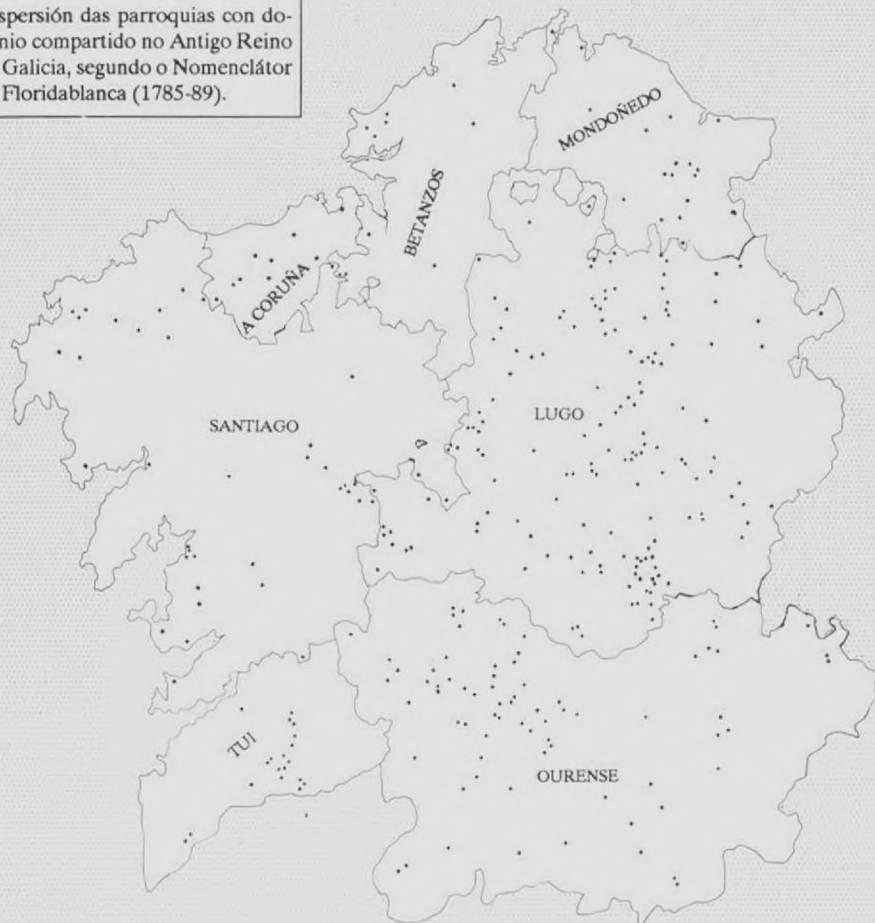 spersión das parroquias con do-
nio compartido no Antigo Reino
Galicia, segundo o Nomenclátor
Floridablanca (1785-89).
MONDOÑEDO
BETANZOS
A CORUÑA
SANTIAGO
LUGO
TUI
OURENSE